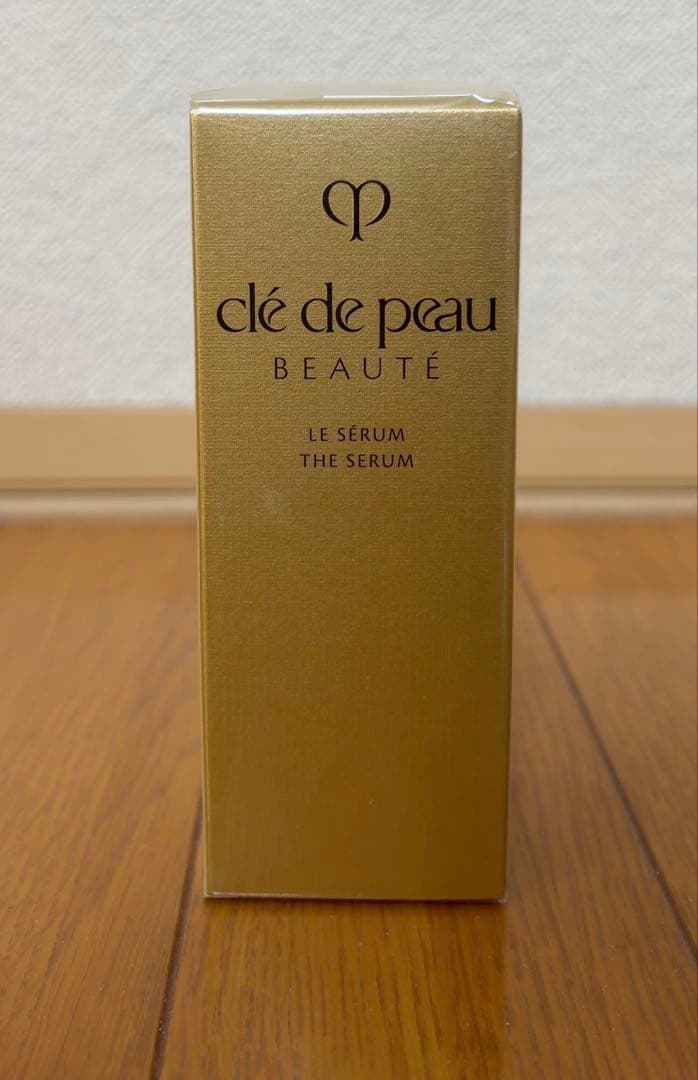 clé de peau
BEAUTÉ
LE SÉRUM
THE SERUM